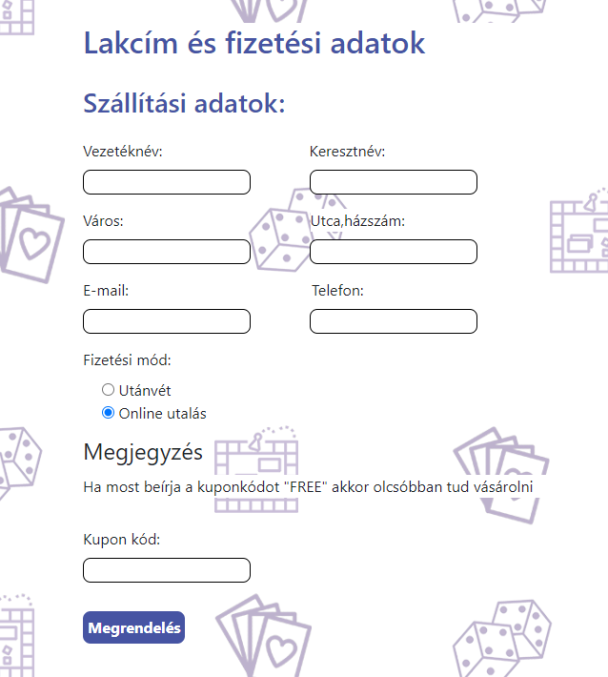 Lakcím és fizetési adatok
Szállítási adatok:
Vezetéknév: Keresztnév:
Város: Utca,házszám:
E-mail: Telefon:
Fizetési mód:
Utánvét
Online utalás
Megjegyzés
Ha most beírja a kuponkódot "FREE" akkor olcsóbban tud vásárolni
Kupon kód:
Megrendelés